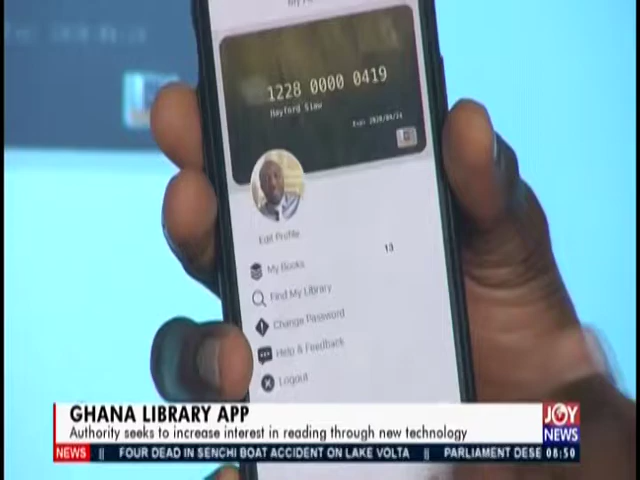 My A
1228 0000 0419
Hayford Siaw
Exp: 2020/04/24
Edit Profile
My Books
13
Find My Library
Change Password
Help & Feedback
Logout
GHANA LIBRARY APP
Authority seeks to increase interest in reading through new technology
JOY
NEWS
NEWS || FOUR DEAD IN SENCHI BOAT ACCIDENT ON LAKE VOLTA || PARLIAMENT DESE 08:50